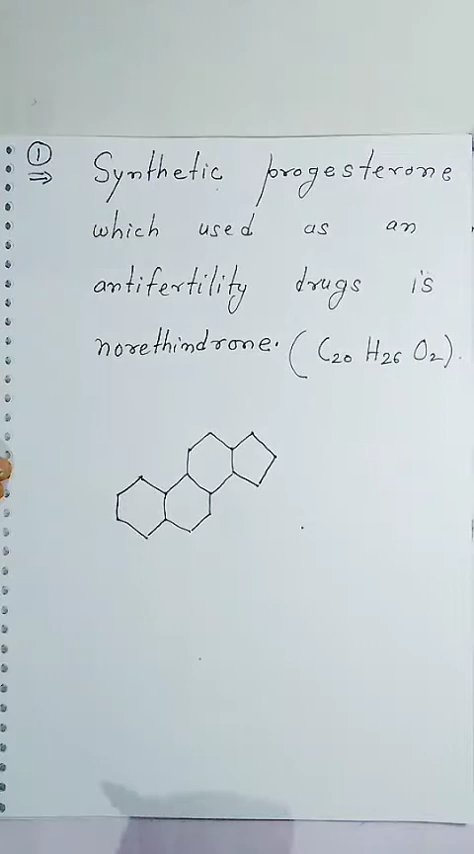 ① Synthetic progesterone
⇒ which used as an
antifertility drugs is
norethindrone. (C₂₀ H₂₆ O₂).